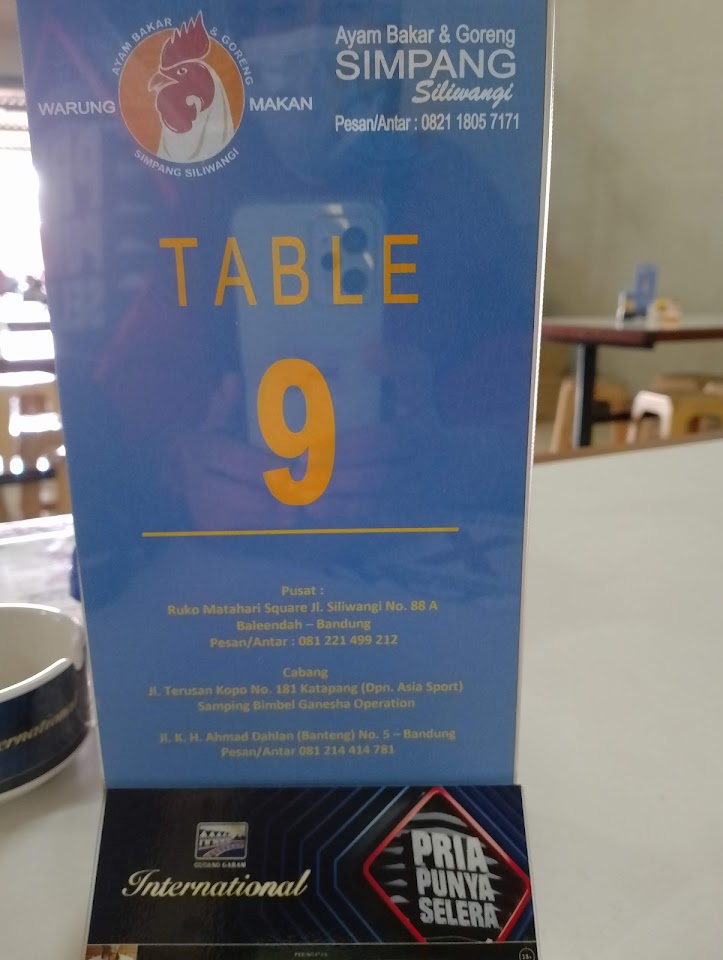 AYAM BAKAR & GORENG
WARUNG MAKAN
SIMPANG SILIWANGI
Ayam Bakar & Goreng
SIMPANG
Siliwangi
Pesan/Antar : 0821 1805 7171
TABLE
9
Pusat :
Ruko Matahari Square Jl. Siliwangi No. 88 A
Baleendah – Bandung
Pesan/Antar : 081 221 499 212
Cabang
Jl. Terusan Kopo No. 181 Katapang (Dpn. Asia Sport)
Samping Bimbel Ganesha Operation
Jl. K. H. Ahmad Dahlan (Banteng) No. 5 – Bandung
Pesan/Antar 081 214 414 781
GUDANG GARAM
International
PRIA
PUNYA
SELERA
18+